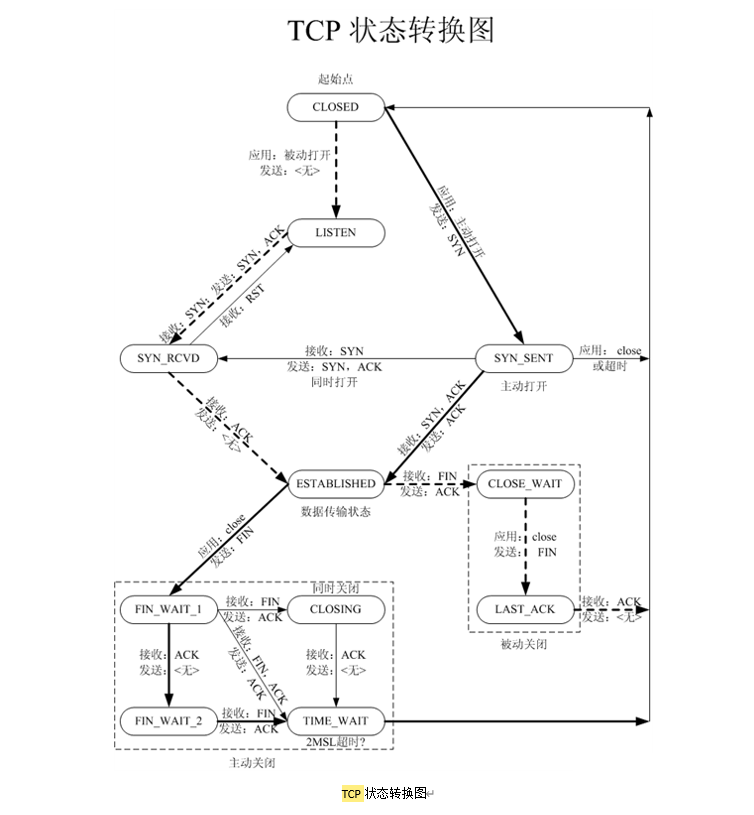 TCP 状态转换图
起始点
CLOSED
应用：被动打开
发送：<无>
应用：主动打开
发送：SYN
LISTEN
接收：SYN；发送：SYN，ACK
接收：RST
SYN_RCVD
接收：SYN
发送：SYN，ACK
同时打开
SYN_SENT
主动打开
应用： close
或超时
接收：ACK
发送：<无>
接收：SYN，ACK
发送：ACK
ESTABLISHED
数据传输状态
接收：FIN
发送：ACK
CLOSE_WAIT
应用： close
发送： FIN
应用：close
发送：FIN
LAST_ACK
接收：ACK
发送：<无>
被动关闭
同时关闭
FIN_WAIT_1
接收：FIN
发送：ACK
CLOSING
接收：ACK
发送：<无>
接收：FIN，ACK
发送：ACK
接收：ACK
发送：<无>
FIN_WAIT_2
接收：FIN
发送：ACK
TIME_WAIT
2MSL超时？
主动关闭
TCP 状态转换图